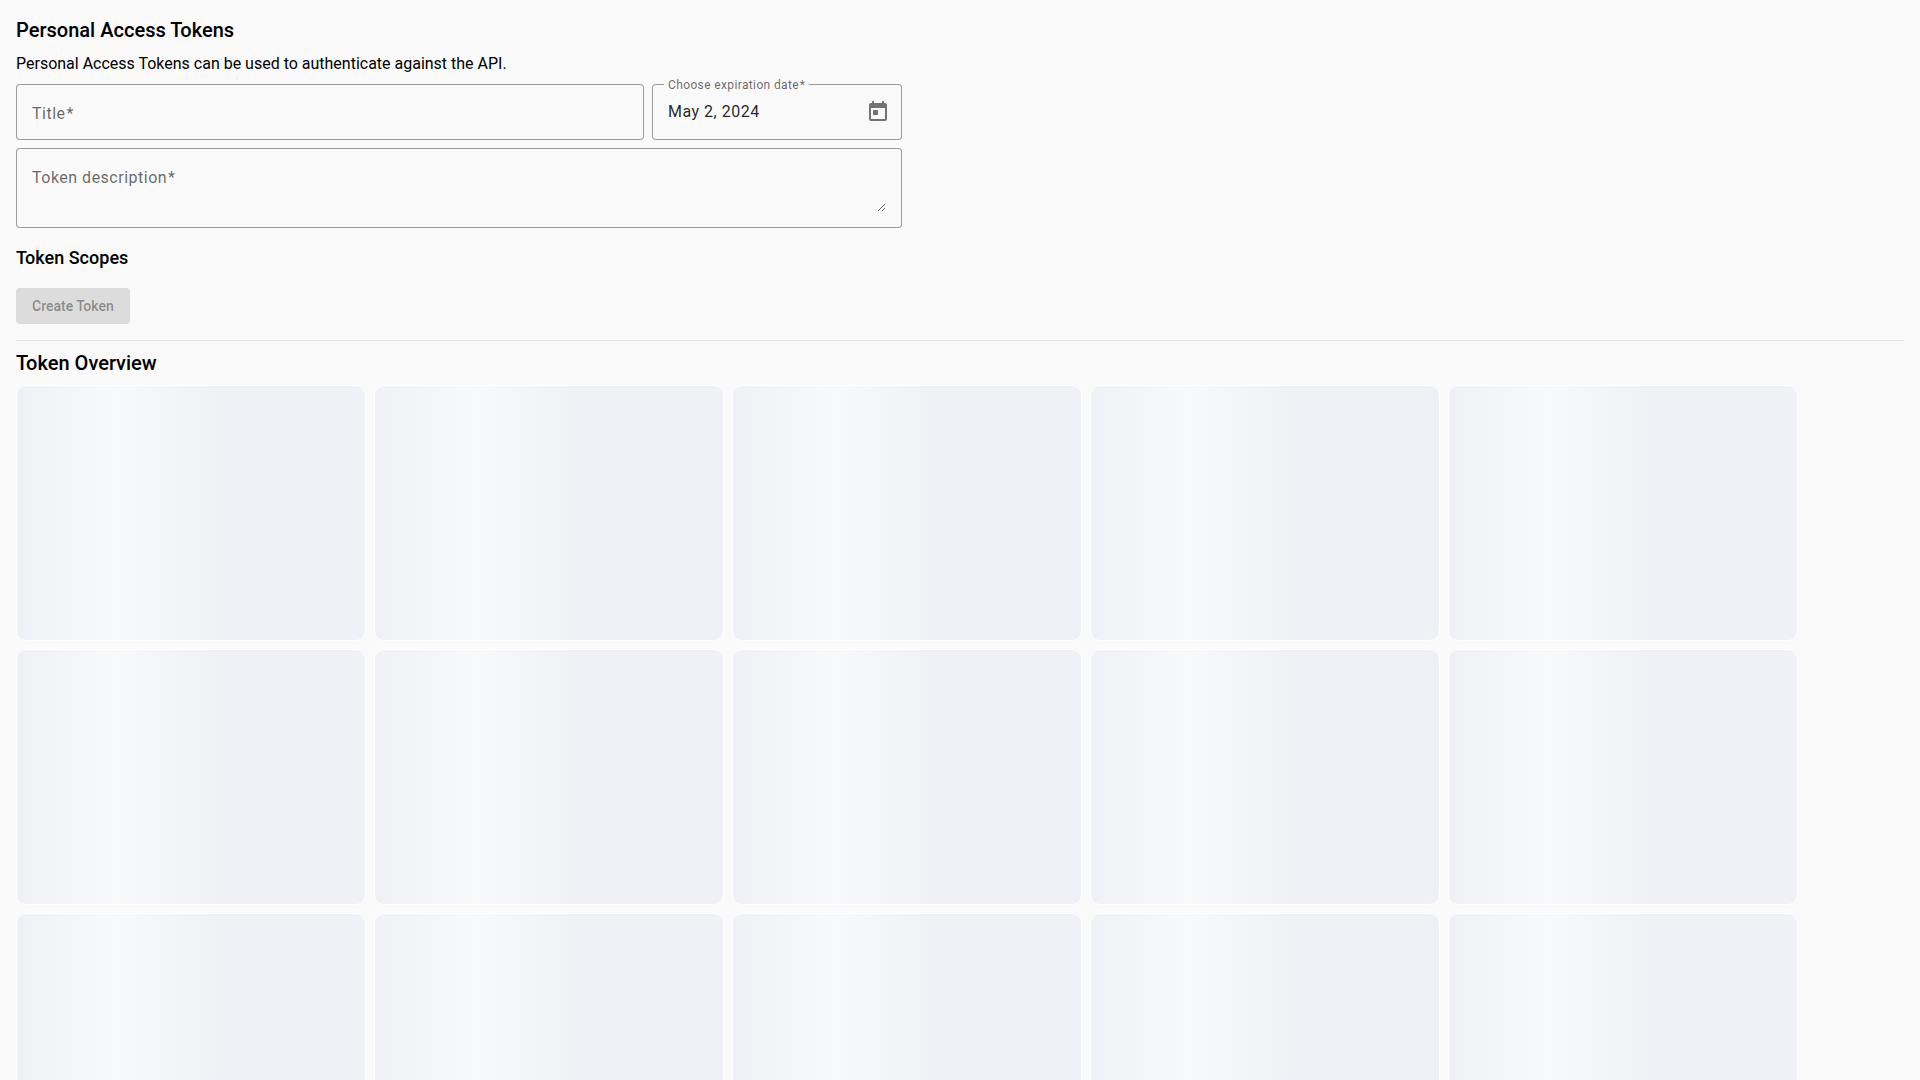 Personal Access Tokens
Personal Access Tokens can be used to authenticate against the API.
Title*
Choose expiration date*
May 2, 2024
Token description*
Token Scopes
Create Token
Token Overview